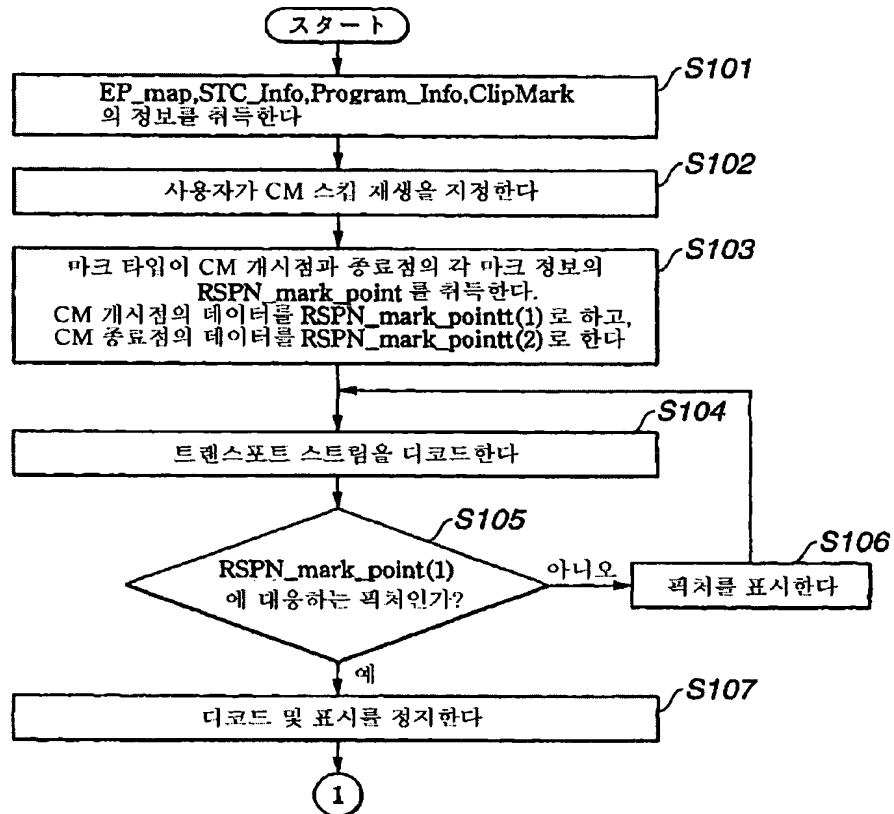 スタート
S101
EP_map,STC_Info,Program_Info,ClipMark
의 정보를 취득한다
S102
사용자가 CM 스킵 재생을 지정한다
S103
마크 타입이 CM 개시점과 종료점의 각 마크 정보의
RSPN_mark_point 를 취득한다.
CM 개시점의 데이터를 RSPN_mark_pointt(1) 로 하고,
CM 종료점의 데이터를 RSPN_mark_pointt(2) 로 한다
S104
트랜스포트 스트림을 디코드한다
S105
RSPN_mark_point(1)
에 대응하는 픽처인가?
아니오
S106
픽처를 표시한다
예
S107
디코드 및 표시를 정지한다
1